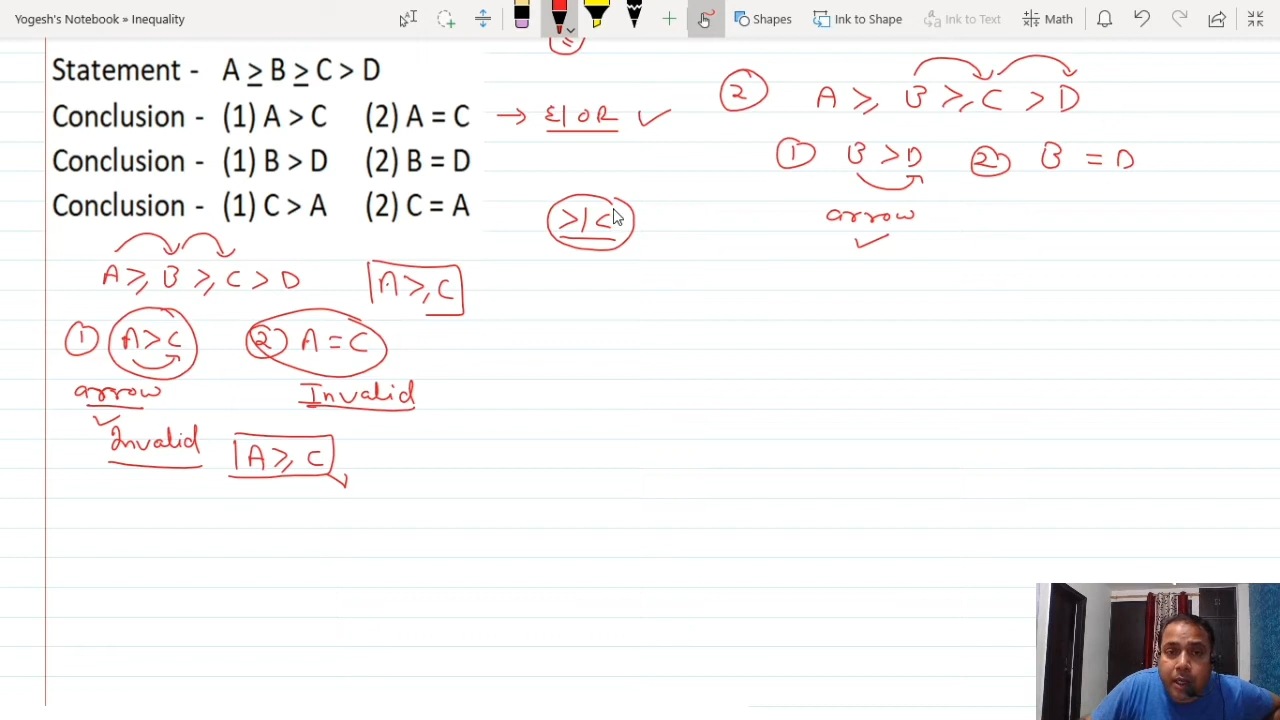 Yogesh's Notebook » Inequality
Shapes Ink to Shape Ink to Text Math
=
Statement - A ≥ B ≥ C > D
Conclusion - (1) A > C (2) A = C → E/OR ✓
Conclusion - (1) B > D (2) B = D
Conclusion - (1) C > A (2) C = A
>/<
A ≥ B ≥ C > D A ≥ C
① A > C ② A = C
arrow Invalid
✓
Invalid A ≥ C
② A ≥ B ≥ C > D
① B > D ② B = D
arrow
✓